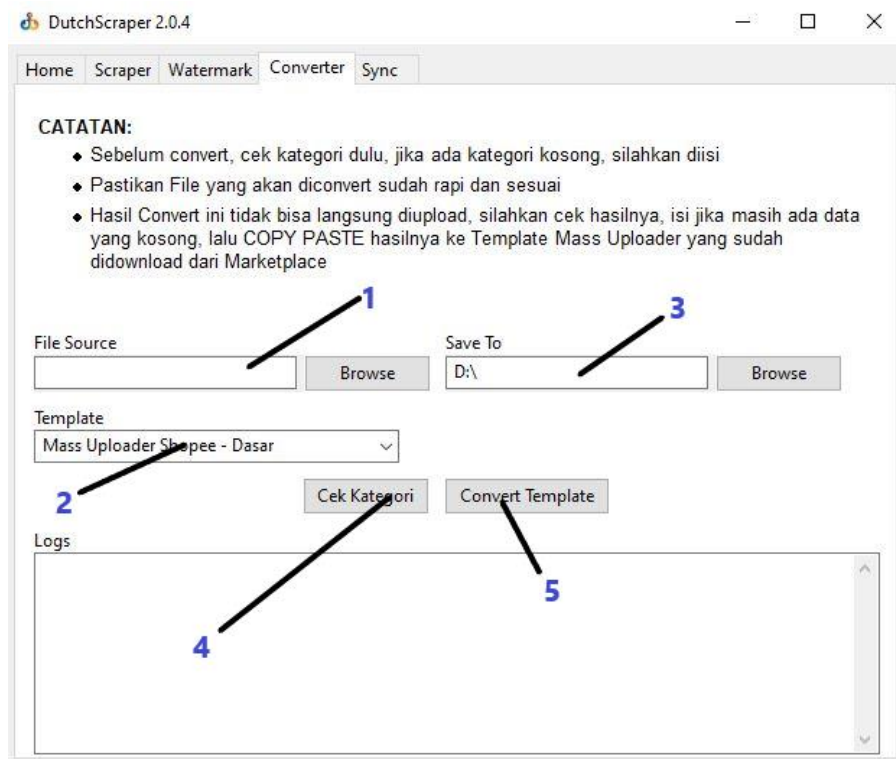 DutchScraper 2.0.4
Home Scraper Watermark Converter Sync
CATATAN:
Sebelum convert, cek kategori dulu, jika ada kategori kosong, silahkan diisi
Pastikan File yang akan diconvert sudah rapi dan sesuai
Hasil Convert ini tidak bisa langsung diupload, silahkan cek hasilnya, isi jika masih ada data
yang kosong, lalu COPY PASTE hasilnya ke Template Mass Uploader yang sudah
didownload dari Marketplace
1
3
File Source Save To
Browse D:\ Browse
Template
Mass Uploader Shopee - Dasar
2
Cek Kategori Convert Template
Logs
5
4